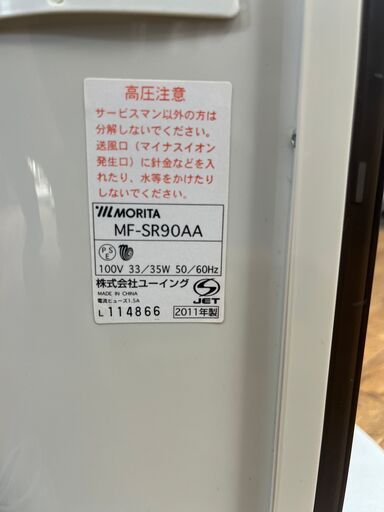 高圧注意
サービスマン以外の方は
分解しないでください。
送風口（マイナスイオン
発生口）に針金などを入
れたり、水等をかけたり
しないでください。
MORITA
MF-SR90AA
PSE
100V 33/35W 50/60Hz
株式会社ユーイング
MADE IN CHINA
電流ヒューズ1.5A
JET
L 114866 2011年製